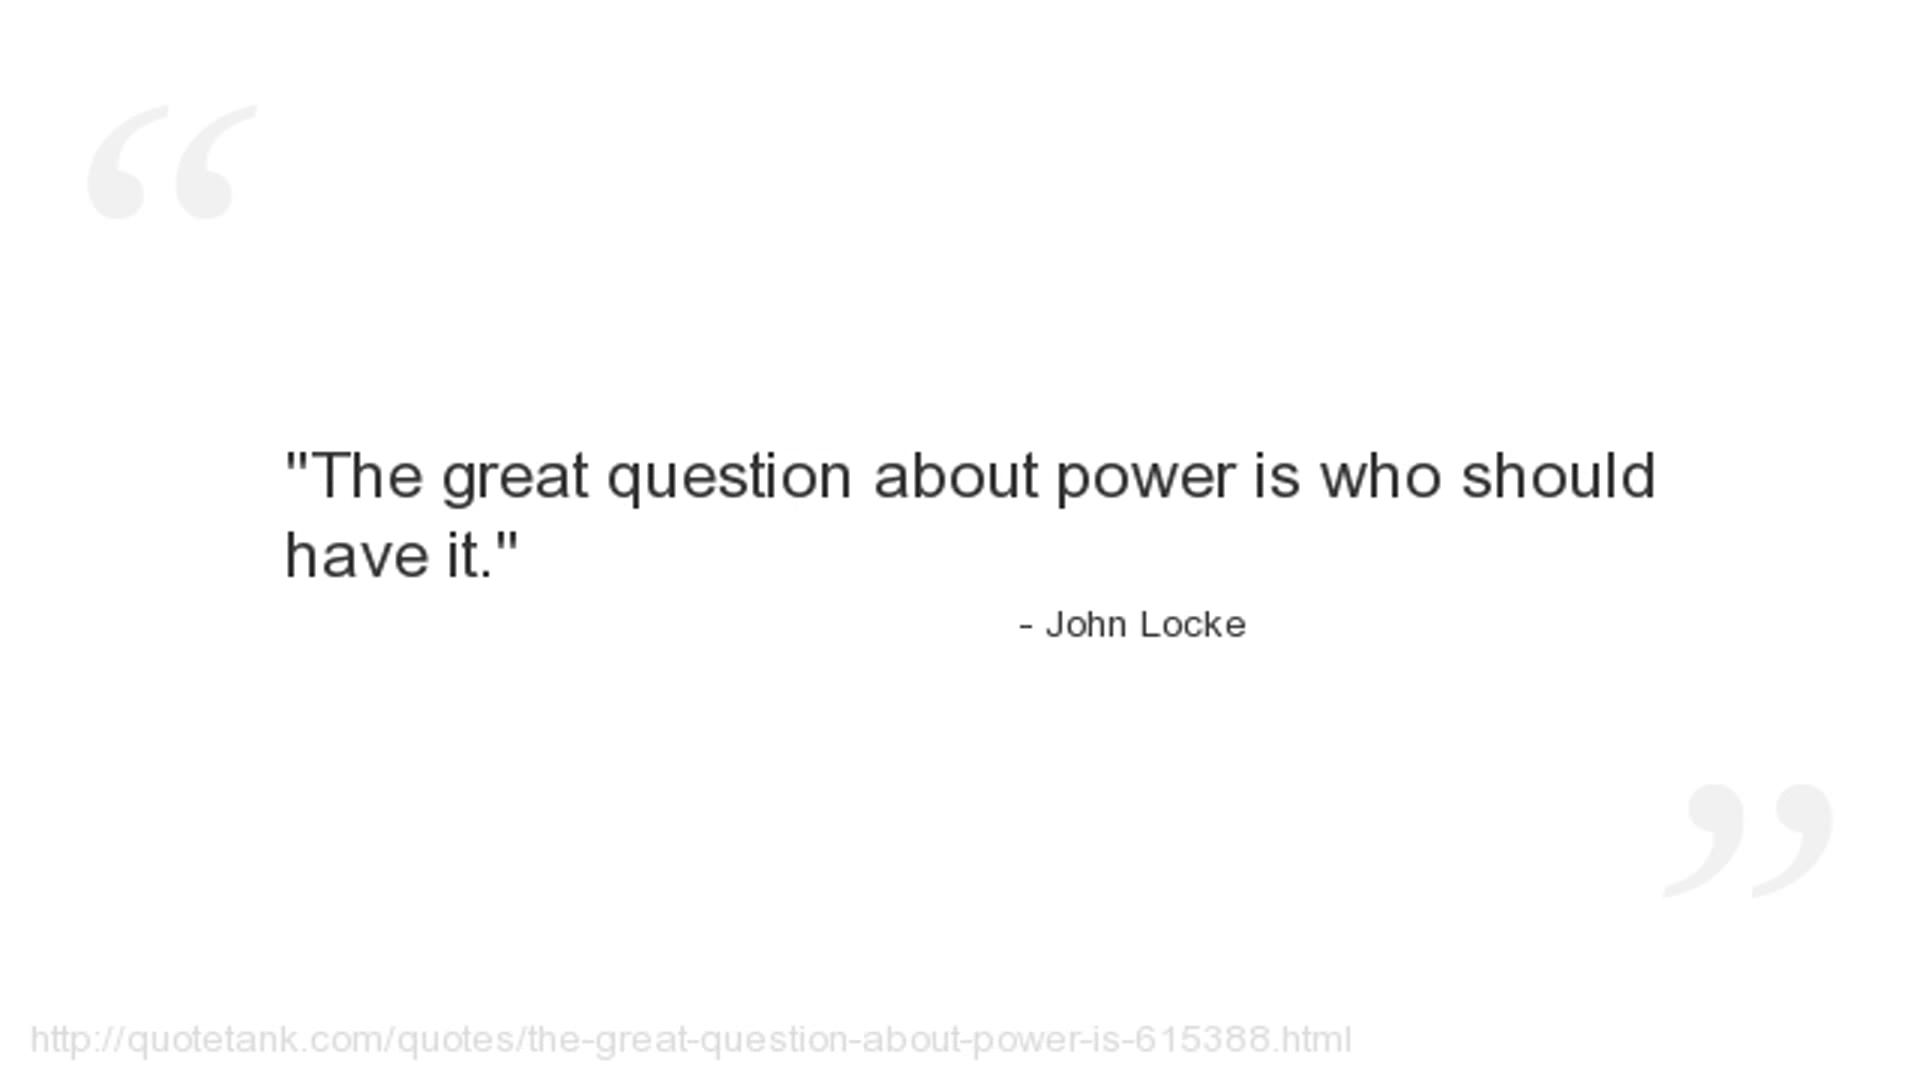 "The great question about power is who should
have it."
- John Locke
http://quotetank.com/quotes/the-great-question-about-power-is-615388.html